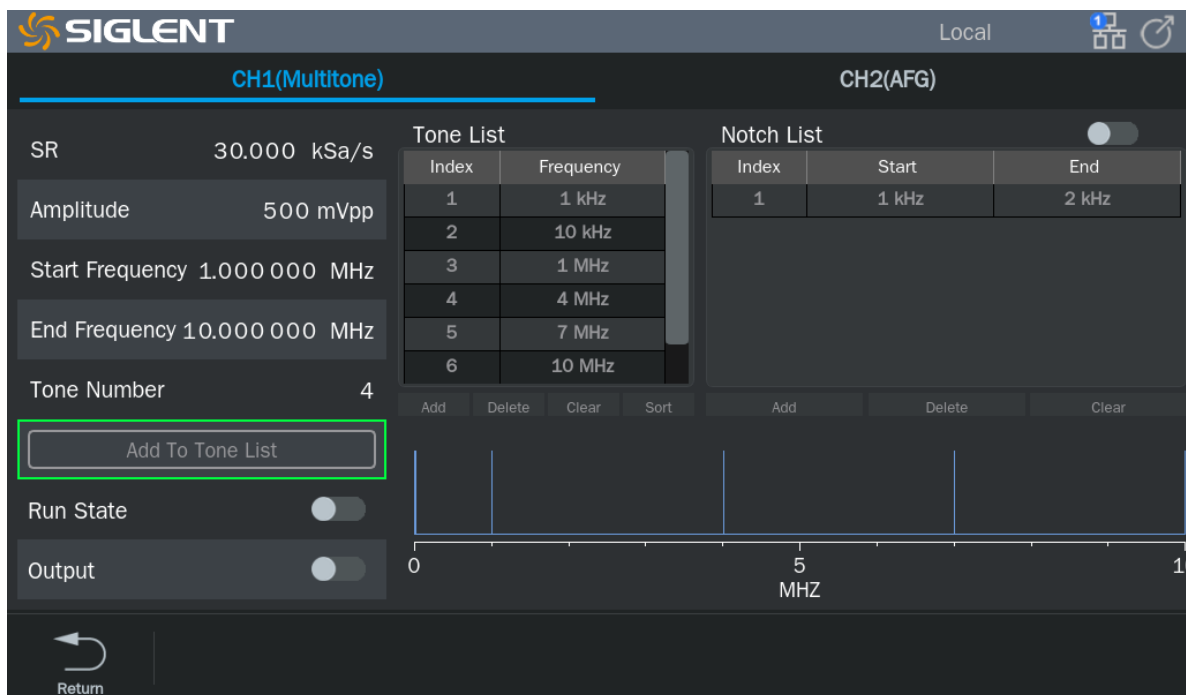 SIGLENT
Local
1
CH1(Multitone)
CH2(AFG)
SR 30.000 kSa/s
Amplitude 500 mVpp
Start Frequency 1.000 000 MHz
End Frequency 10.000 000 MHz
Tone Number 4
Add To Tone List
Run State
Output
Tone List
Index Frequency
1 1 kHz
2 10 kHz
3 1 MHz
4 4 MHz
5 7 MHz
6 10 MHz
Add Delete Clear Sort
Notch List
Index Start End
1 1 kHz 2 kHz
Add Delete Clear
0 5 1
MHZ
Return